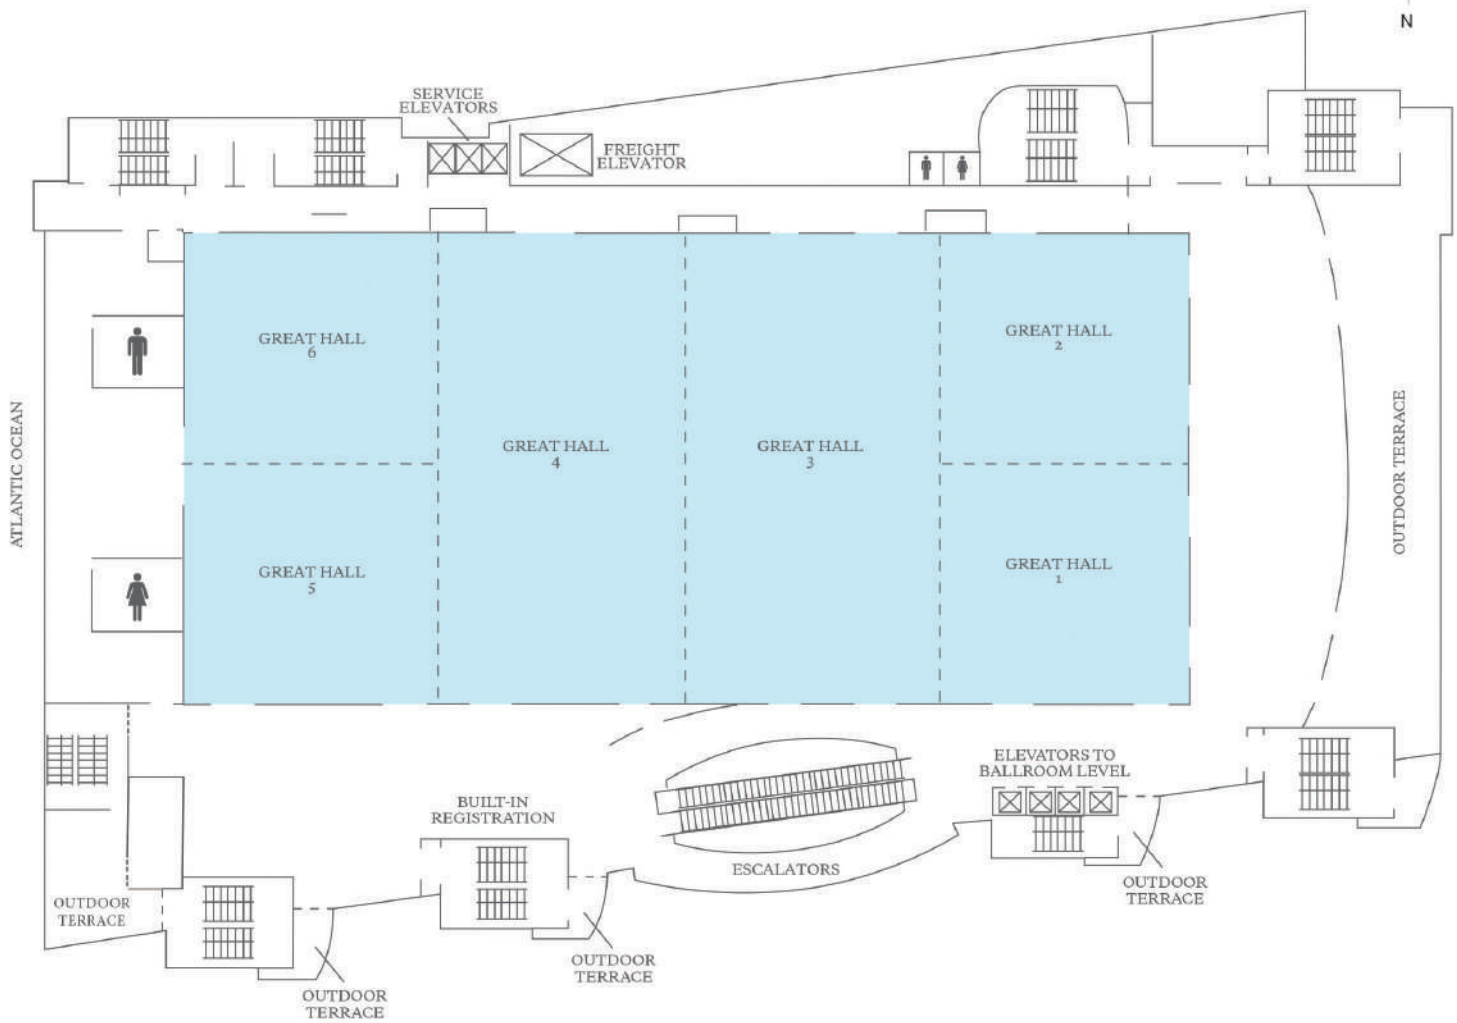 N
SERVICE
ELEVATORS
FREIGHT
ELEVATOR
GREAT HALL
6
GREAT HALL
2
GREAT HALL
4
GREAT HALL
3
ATLANTIC OCEAN
OUTDOOR TERRACE
GREAT HALL
5
GREAT HALL
1
ELEVATORS TO
BALLROOM LEVEL
BUILT-IN
REGISTRATION
ESCALATORS
OUTDOOR
TERRACE
OUTDOOR
TERRACE
OUTDOOR
TERRACE
OUTDOOR
TERRACE